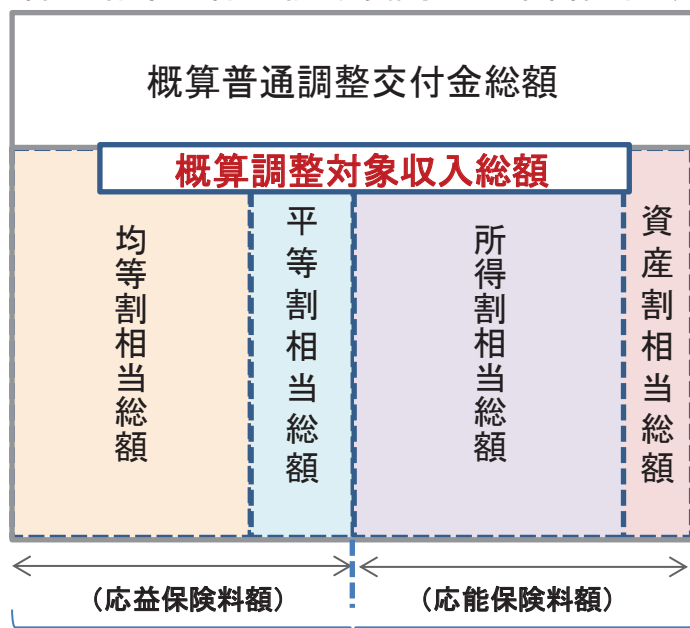 概算普通調整交付金総額
概算調整対象収入総額
均等割相当総額
平等割相当総額
所得割相当総額
資産割相当総額
(応益保険料額)
(応能保険料額)